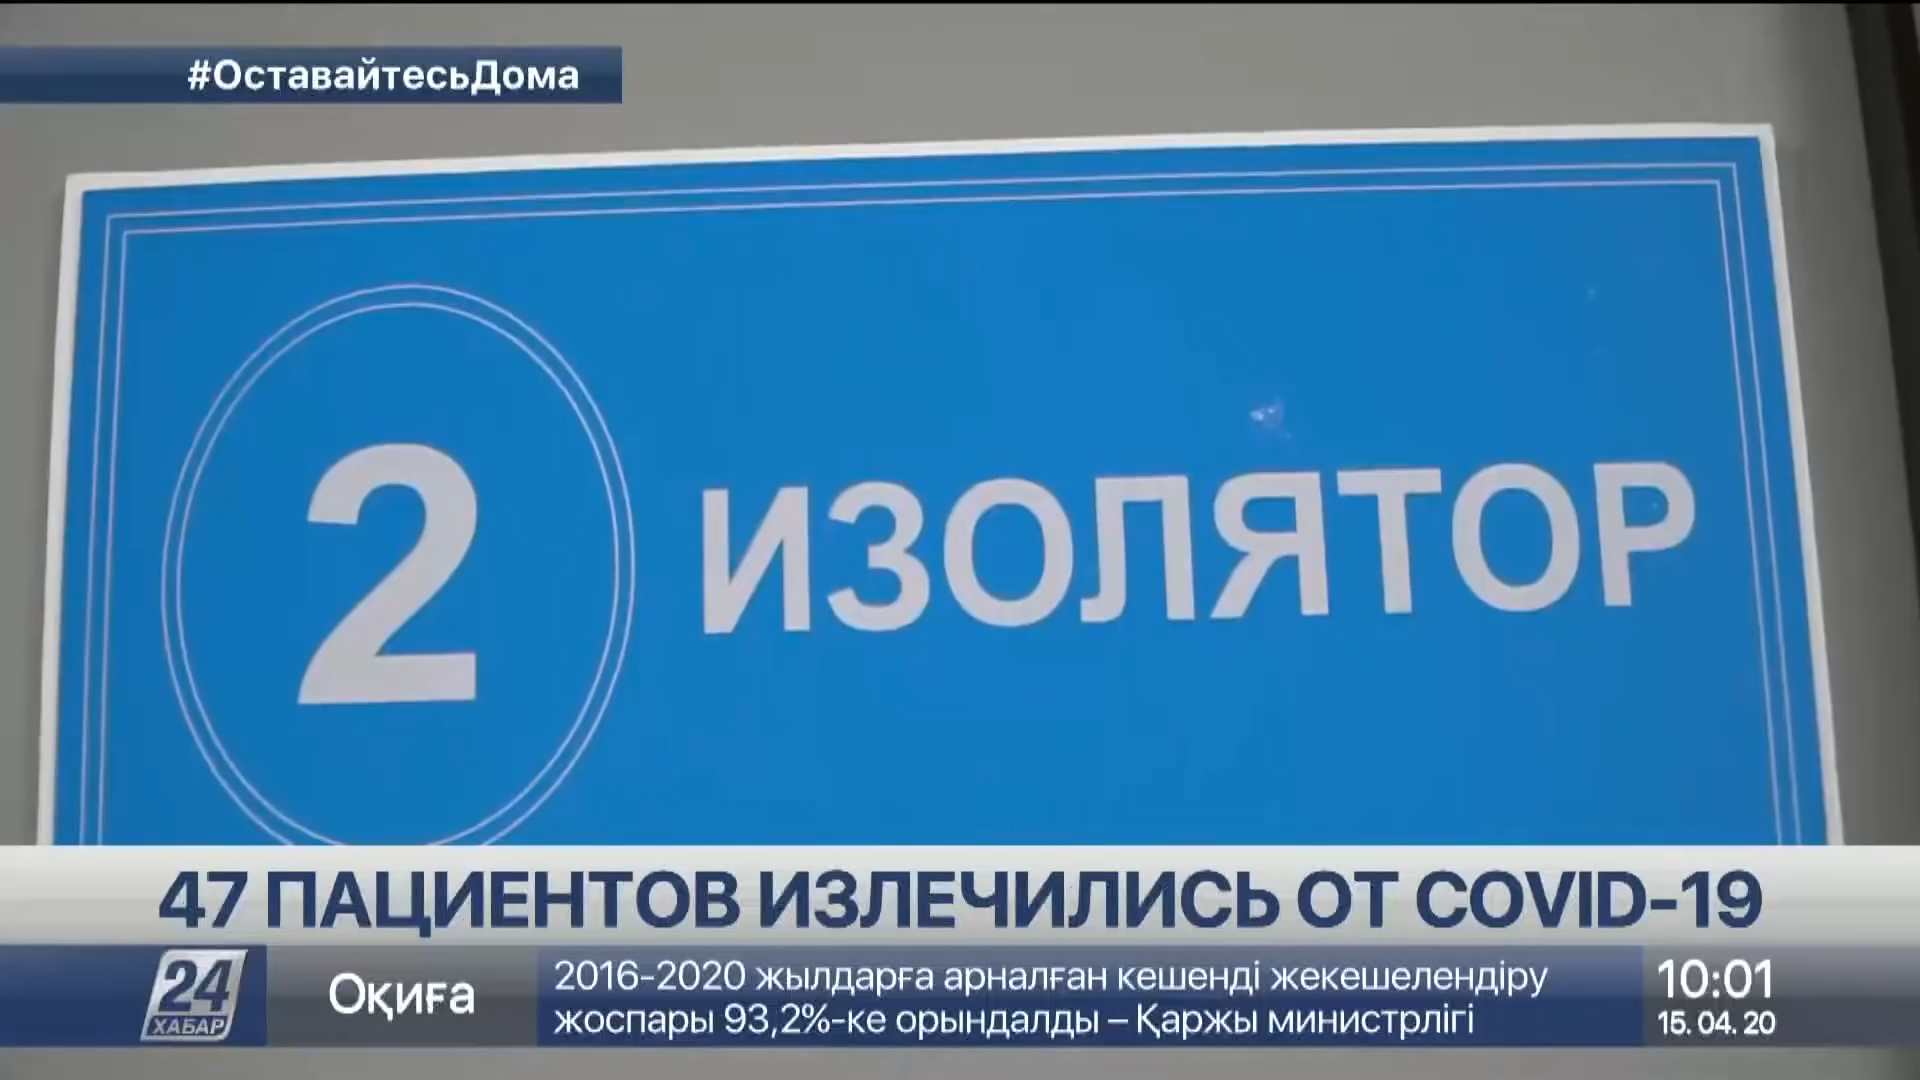 #ОставайтесьДома
2 ИЗОЛЯТОР
47 ПАЦИЕНТОВ ИЗЛЕЧИЛИСЬ ОТ COVID-19
24
ХАБАР
Оқиға
2016-2020 жылдарға арналған кешенді жекешелендіру
жоспары 93,2%-ке орындалды – Қаржы министрлігі
10:01
15. 04. 20